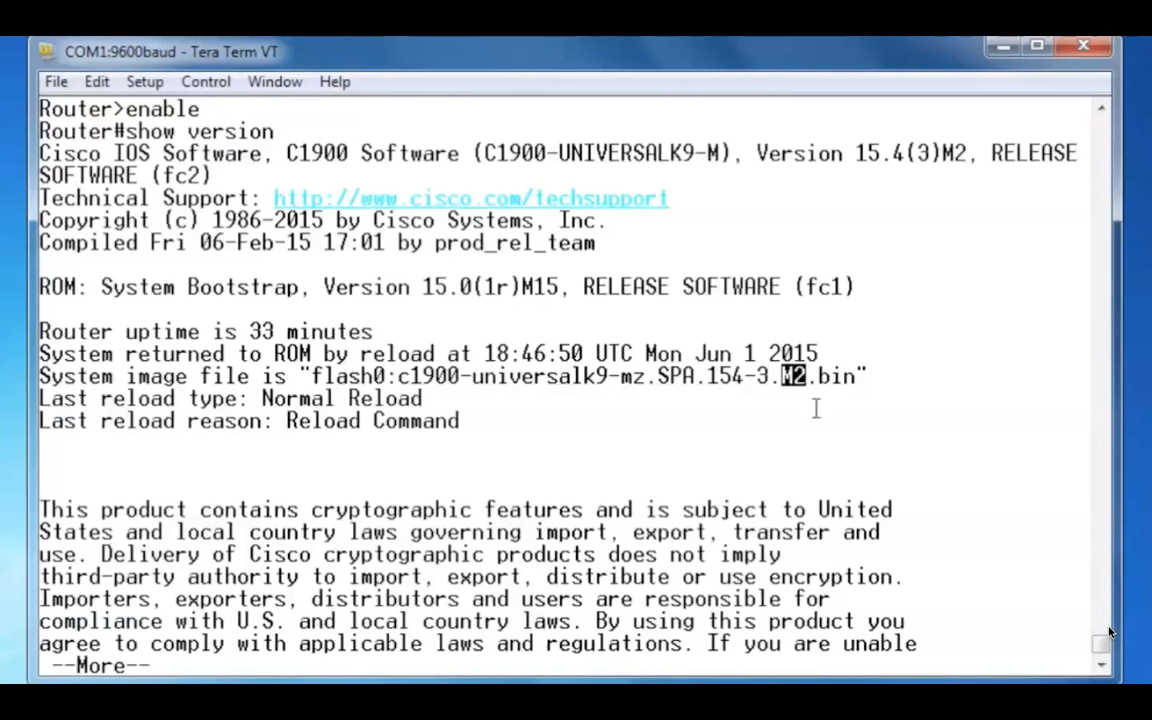 COM1:9600baud - Tera Term VT
File Edit Setup Control Window Help
Router>enable
Router#show version
Cisco IOS Software, C1900 Software (C1900-UNIVERSALK9-M), Version 15.4(3)M2, RELEASE
SOFTWARE (fc2)
Technical Support: http://www.cisco.com/techsupport
Copyright (c) 1986-2015 by Cisco Systems, Inc.
Compiled Fri 06-Feb-15 17:01 by prod_rel_team
ROM: System Bootstrap, Version 15.0(1r)M15, RELEASE SOFTWARE (fc1)
Router uptime is 33 minutes
System returned to ROM by reload at 18:46:50 UTC Mon Jun 1 2015
System image file is "flash0:c1900-universalk9-mz.SPA.154-3.M2.bin"
Last reload type: Normal Reload
Last reload reason: Reload Command
This product contains cryptographic features and is subject to United
States and local country laws governing import, export, transfer and
use. Delivery of Cisco cryptographic products does not imply
third-party authority to import, export, distribute or use encryption.
Importers, exporters, distributors and users are responsible for
compliance with U.S. and local country laws. By using this product you
agree to comply with applicable laws and regulations. If you are unable
--More--